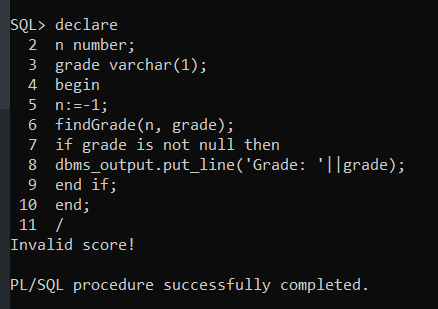 SQL> declare
2 n number;
3 grade varchar(1);
4 begin
5 n:=-1;
6 findGrade(n, grade);
7 if grade is not null then
8 dbms_output.put_line('Grade: '||grade);
9 end if;
10 end;
11 /
Invalid score!
PL/SQL procedure successfully completed.